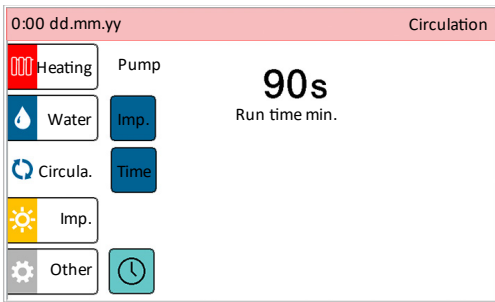 0:00 dd.mm.yy Circulation
Heating Pump
90s
Run time min.
Water Imp.
Circula. Time
Imp.
Other